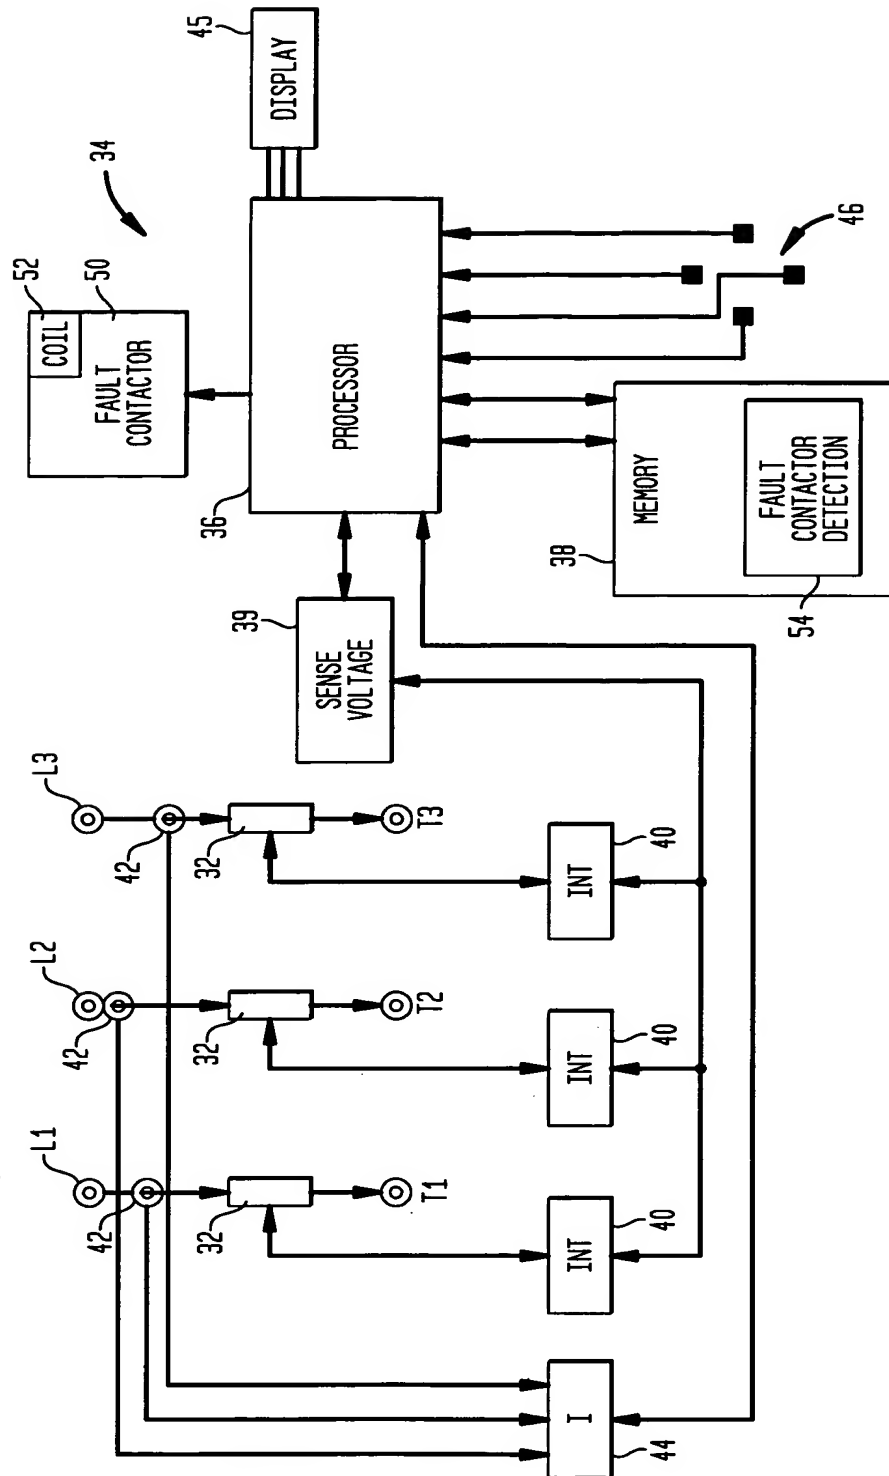 L1
L2
L3
42
42
42
32
32
32
T1
T2
T3
52
COIL
50
FAULT
CONTACTOR
34
45
DISPLAY
39
SENSE
VOLTAGE
36
PROCESSOR
44
I
INT
40
INT
40
INT
40
38
MEMORY
54
FAULT
CONTACTOR
DETECTION
46